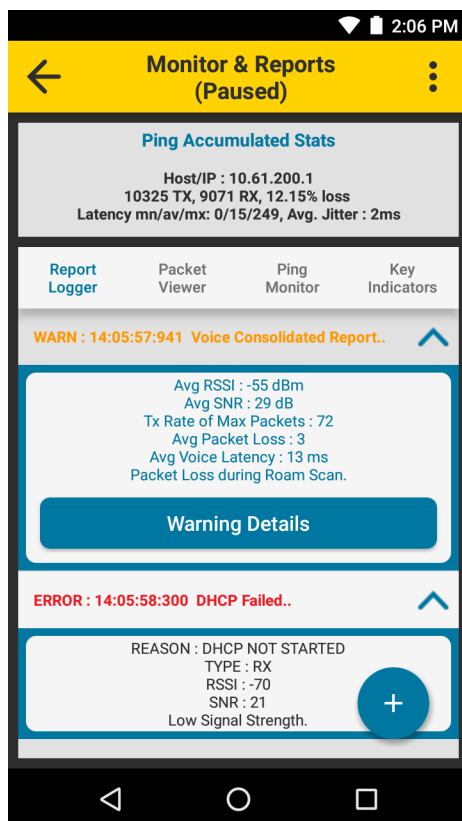 2:06 PM
Monitor & Reports
(Paused)
Ping Accumulated Stats
Host/IP : 10.61.200.1
10325 TX, 9071 RX, 12.15% loss
Latency mn/av/mx: 0/15/249, Avg. Jitter : 2ms
Report
Logger
Packet
Viewer
Ping
Monitor
Key
Indicators
WARN : 14:05:57:941 Voice Consolidated Report..
Avg RSSI : -55 dBm
Avg SNR : 29 dB
Tx Rate of Max Packets : 72
Avg Packet Loss : 3
Avg Voice Latency : 13 ms
Packet Loss during Roam Scan.
Warning Details
ERROR : 14:05:58:300 DHCP Failed..
REASON : DHCP NOT STARTED
TYPE : RX
RSSI : -70
SNR : 21
Low Signal Strength.
+